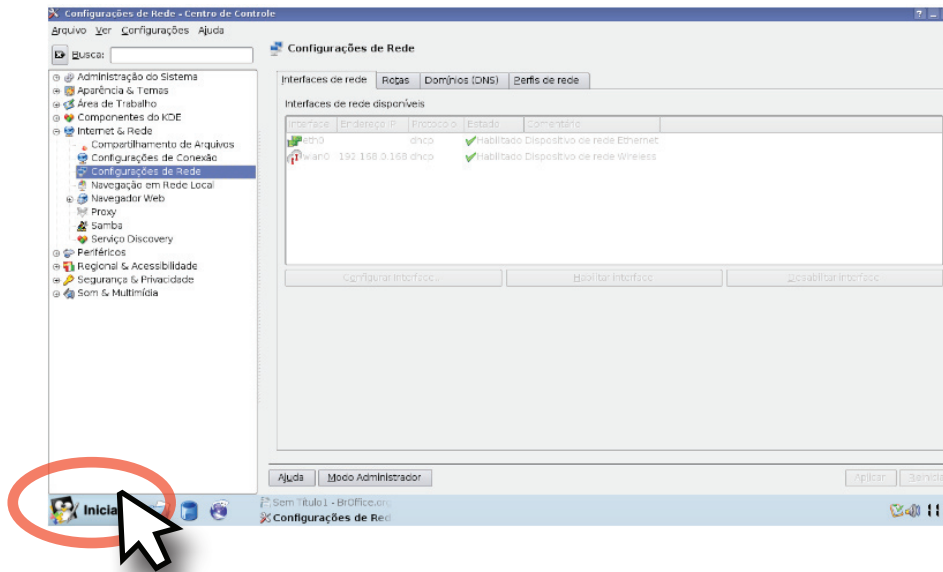 Configurações de Rede - Centro de Controle
Arquivo Ver Configurações Ajuda
Busca:
Configurações de Rede
Administração do Sistema
Aparência & Temas
Área de Trabalho
Componentes do KDE
Internet & Rede
Compartilhamento de Arquivos
Configurações de Conexão
Configurações de Rede
Navegação em Rede Local
Navegador Web
Proxy
Samba
Serviço Discovery
Periféricos
Regional & Acessibilidade
Segurança & Privacidade
Som & Multimídia
Interfaces de rede Rotas Domínios (DNS) Perfis de rede
Interfaces de rede disponíveis
Interface Endereço IP Protocolo Estado Comentário
eth0 dhcp Habilitado Dispositivo de rede Ethernet
wlan0 192.168.0.168 dhcp Habilitado Dispositivo de rede Wireless
Configurar Interface... Habilitar Interface Desabilitar Interface
Ajuda Modo Administrador Aplicar Reinicia
Inicia
Sem Título1 - BrOffice.org
Configurações de Red
11